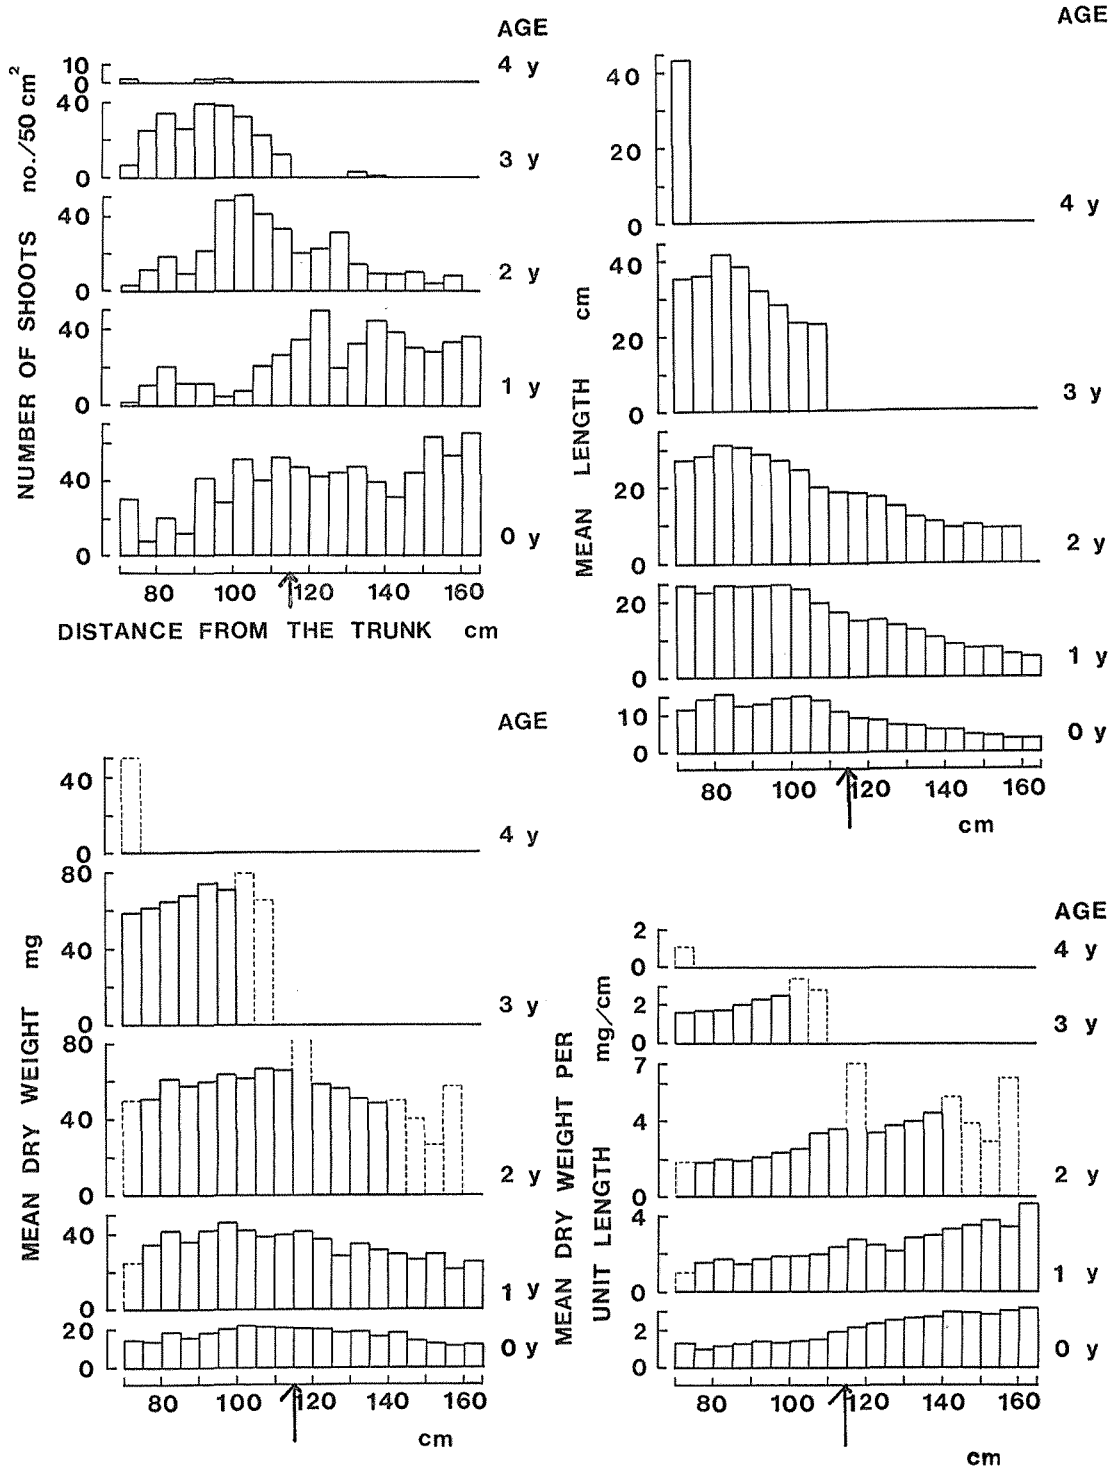 AGE
10
0
4 y
40
0
3 y
40
0
2 y
40
0
1 y
40
0
0 y
NUMBER OF SHOOTS no./50 cm2
80 100 120 140 160
DISTANCE FROM THE TRUNK cm
AGE
40
20
0
4 y
40
20
0
3 y
20
0
2 y
20
0
1 y
10
0
0 y
MEAN LENGTH cm
80 100 120 140 160
cm
AGE
40
0
4 y
80
40
0
3 y
80
40
0
2 y
40
0
1 y
20
0
0 y
MEAN DRY WEIGHT mg
80 100 120 140 160
cm
AGE
2
0
4 y
2
0
3 y
7
4
0
2 y
4
0
1 y
2
0
0 y
MEAN DRY WEIGHT PER
UNIT LENGTH mg/cm
80 100 120 140 160
cm